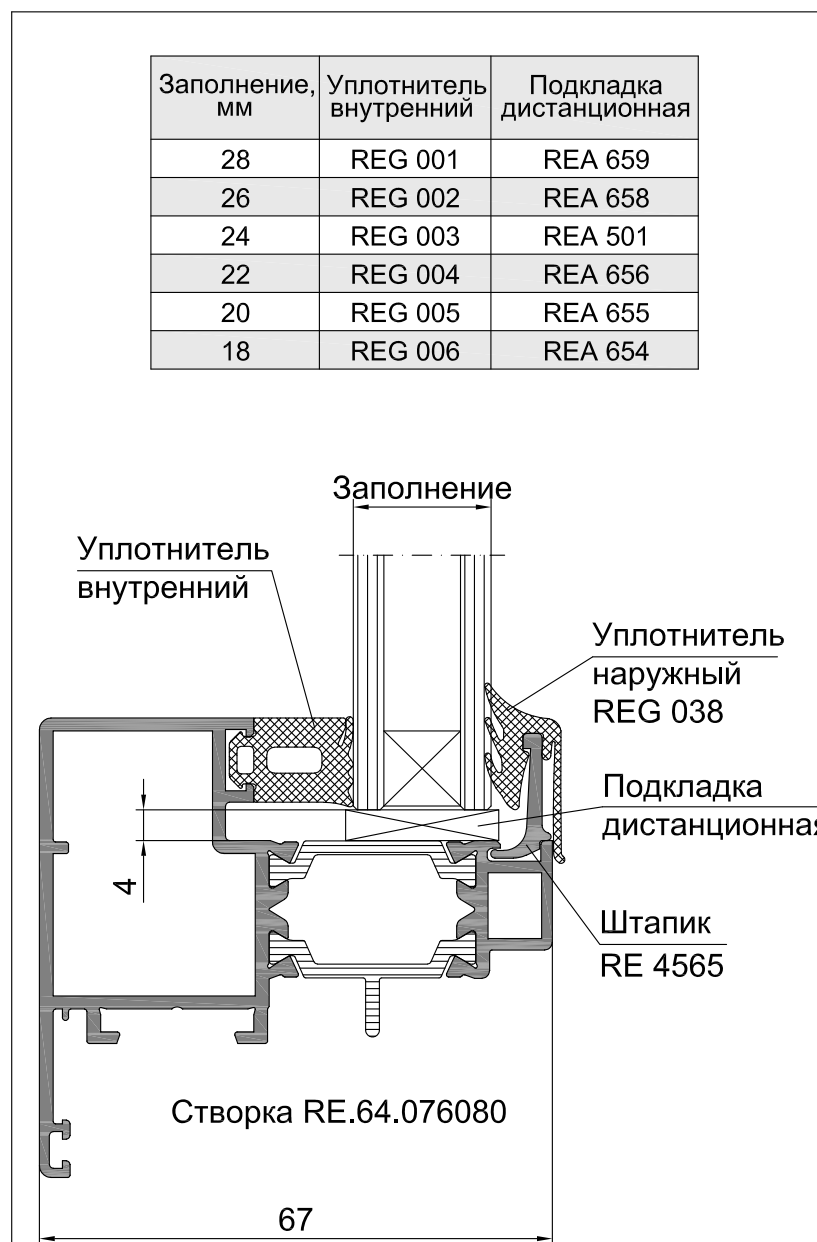 Заполнение, мм Уплотнитель внутренний Подкладка дистанционная
28 REG 001 REA 659
26 REG 002 REA 658
24 REG 003 REA 501
22 REG 004 REA 656
20 REG 005 REA 655
18 REG 006 REA 654
Заполнение
Уплотнитель
внутренний
Уплотнитель
наружный
REG 038
Подкладка
дистанционная
4
Штапик
RE 4565
Створка RE.64.076080
67